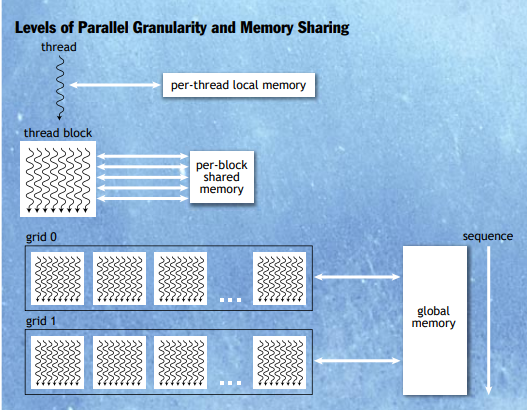 Levels of Parallel Granularity and Memory Sharing
thread
per-thread local memory
thread block
per-block
shared
memory
grid 0
sequence
global
memory
grid 1